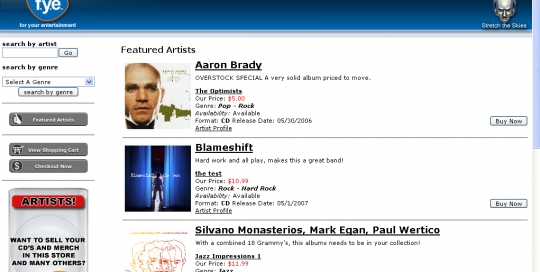 f.y.e.
for your entertainment
Stretch the Skies
search by artist
Go
search by genre
Select A Genre
search by genre
Featured Artists
View Shopping Cart
Checkout Now
ARTISTS!
WANT TO SELL YOUR
CD'S AND MERCH IN
THIS STORE
AND MANY OTHERS?
Featured Artists
Aaron Brady
OVERSTOCK SPECIAL A very solid album priced to move.
The Optimists
Our Price: $5.00
Genre: Pop - Rock
Availability: Available
Format: CD Release Date: 05/30/2006
Artist Profile
Buy Now
Blameshift
Hard work and all play, makes this a great band!
the test
Our Price: $10.99
Genre: Rock - Hard Rock
Availability: Available
Format: CD Release Date: 05/1/2007
Artist Profile
Buy Now
Silvano Monasterios, Mark Egan, Paul Wertico
With a combined 18 Grammy's, this albums needs to be in your collection!
Jazz Impressions 1
Our Price: $11.99
Genre: Jazz